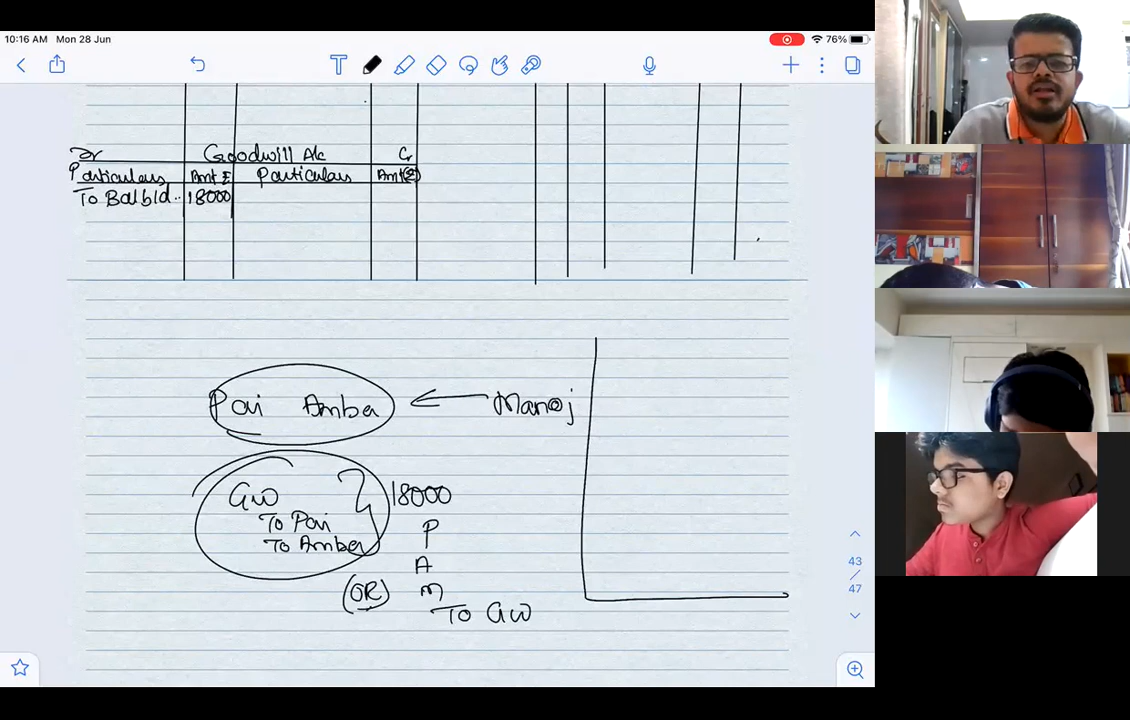 10:16 AM Mon 28 Jun
76%
Dr Goodwill A/c Cr
Particulars Amt ₹ Particulars Amt(₹)
To Bal b/d.. 18000
Pai Amba ← Manoj
GW 18000
To Pai P
To Amba A
(OR) M
To GW
43
/
47